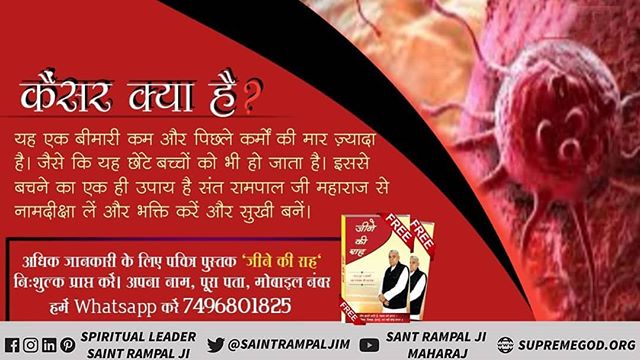 कैंसर क्या है?
यह एक बीमारी कम और पिछले कर्मों की मार ज़्यादा
है। जैसे कि यह छोटे बच्चों को भी हो जाता है। इससे
बचने का एक ही उपाय है संत रामपाल जी महाराज से
नामदीक्षा लें और भक्ति करें और सुखी बनें।
अधिक जानकारी के लिए पवित्र पुस्तक 'जीने की राह'
निःशुल्क प्राप्त करें। अपना नाम, पूरा पता, मोबाइल नंबर
हमें Whatsapp करें 7496801825
जीने
की
राह
FREE
FREE
FREE
SPIRITUAL LEADER
SAINT RAMPAL JI
@SAINTRAMPALJIM
SANT RAMPAL JI
MAHARAJ
SUPREMEGOD.ORG